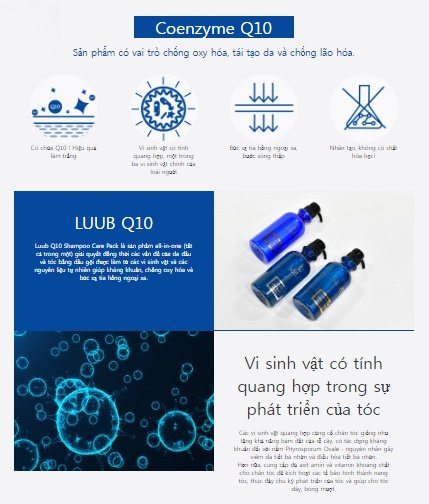 Coenzyme Q10
Sản phẩm có vai trò chống oxy hóa, tái tạo da và chống lão hóa.
Q10
Có chứa Q10 ! Hiệu quả
làm trắng
Vi sinh vật có tính
quang hợp, một trong
ba vi sinh vật chính của
loài người
Bức xạ tia hồng ngoại xa,
bước sóng thấp
Nhân tạo, không có chất
hóa học!
LUUB Q10
Luub Q10 Shampoo Care Pack là sản phẩm all-in-one (tất
cả trong một) giải quyết đồng thời các vấn đề của da đầu
và tóc bằng dầu gội được làm từ các vi sinh vật và các
nguyên liệu tự nhiên giúp kháng khuẩn, chống oxy hóa và
bức xạ tia hồng ngoại.
Vi sinh vật có tính
quang hợp trong sự
phát triển của tóc
Các vi sinh vật quang hợp củng cố chân tóc giống như
tăng khả năng bám đất của rễ cây, có tác dụng kháng
khuẩn đối với nấm Pityrosporum Ovale - nguyên nhân gây
viêm da tiết bã nhờn và điều hòa tiết bã nhờn.
Hơn nữa, cung cấp đủ axit amin và vitamin khoáng chất
cho chân tóc để kích hoạt các tế bào hình thành nang
tóc, thúc đẩy chu kỳ phát triển của tóc và giúp cho tóc
dày, bóng mượt.